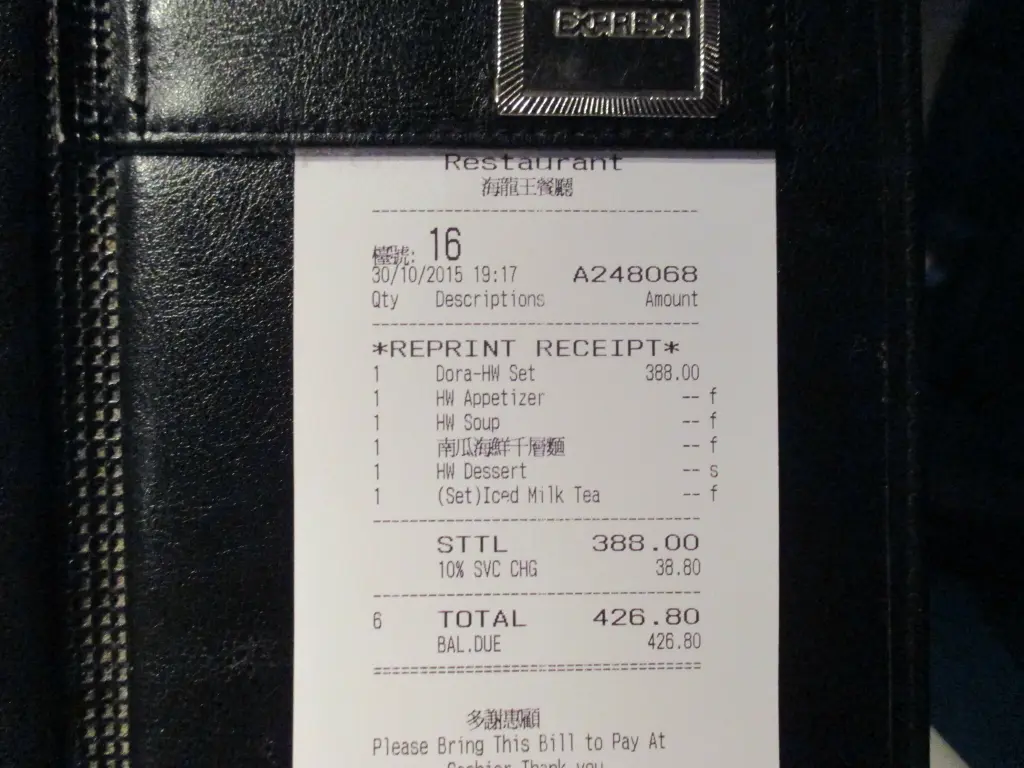 EXPRESS
Restaurant
海龍王餐廳
檯號: 16
30/10/2015 19:17 A248068
Qty Descriptions Amount
*REPRINT RECEIPT*
1 Dora-HW Set 388.00
1 HW Appetizer -- f
1 HW Soup -- f
1 南瓜海鮮千層麵 -- f
1 HW Dessert -- s
1 (Set)Iced Milk Tea -- f
STTL 388.00
10% SVC CHG 38.80
6 TOTAL 426.80
BAL.DUE 426.80
多謝惠顧
Please Bring This Bill to Pay At
Cashier Thank you